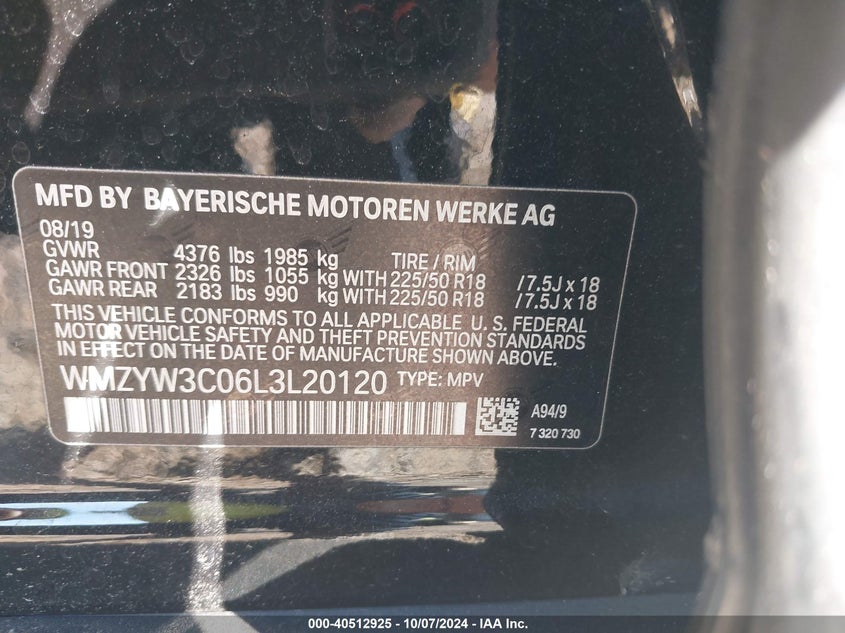 MFD BY BAYERISCHE MOTOREN WERKE AG
08/19
GVWR 4376 lbs 1985 kg TIRE / RIM
GAWR FRONT 2326 lbs 1055 kg WITH 225/50 R18 / 7.5J x 18
GAWR REAR 2183 lbs 990 kg WITH 225/50 R18 / 7.5J x 18
THIS VEHICLE CONFORMS TO ALL APPLICABLE U. S. FEDERAL
MOTOR VEHICLE SAFETY AND THEFT PREVENTION STANDARDS
IN EFFECT ON THE DATE OF MANUFACTURE SHOWN ABOVE.
WMZYW3C06L3L20120 TYPE: MPV
A94/9
7 320 730
000-40512925 - 10/07/2024 - IAA Inc.